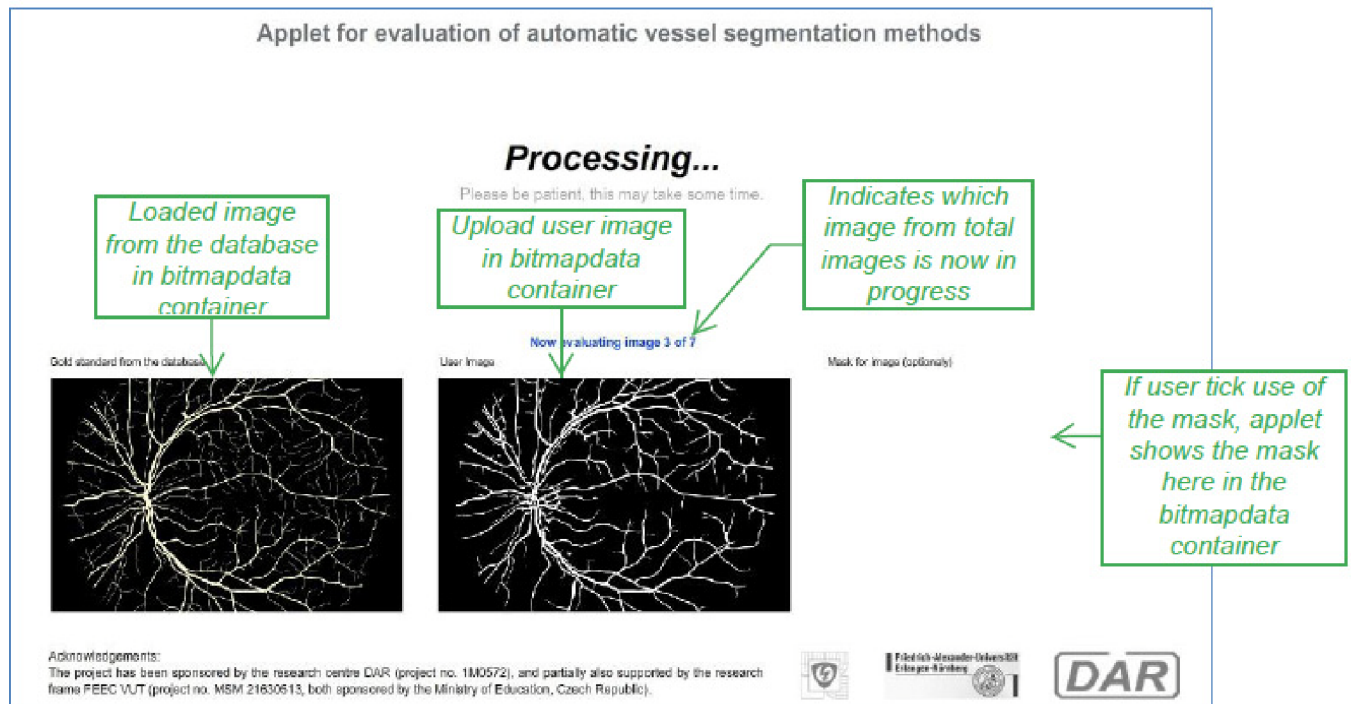 Applet for evaluation of automatic vessel segmentation methods
Processing...
Please be patient, this may take some time.
Loaded image
from the database
in bitmapdata
container
Upload user image
in bitmapdata
container
Indicates which
image from total
images is now in
progress
Now evaluating image 3 of 7
Gold standard from the database
User Image
Mask for image (optionaly)
If user tick use of
the mask, applet
shows the mask
here in the
bitmapdata
container
Acknowledgements:
The project has been sponsored by the research centre DAR (project no. 1M0572), and partially also supported by the research
frame FEEC VUT (project no. MSM 21630513, both sponsored by the Ministry of Education, Czech Republic).
Friedrich-Alexander-Universität
Erlangen-Nürnberg
DAR